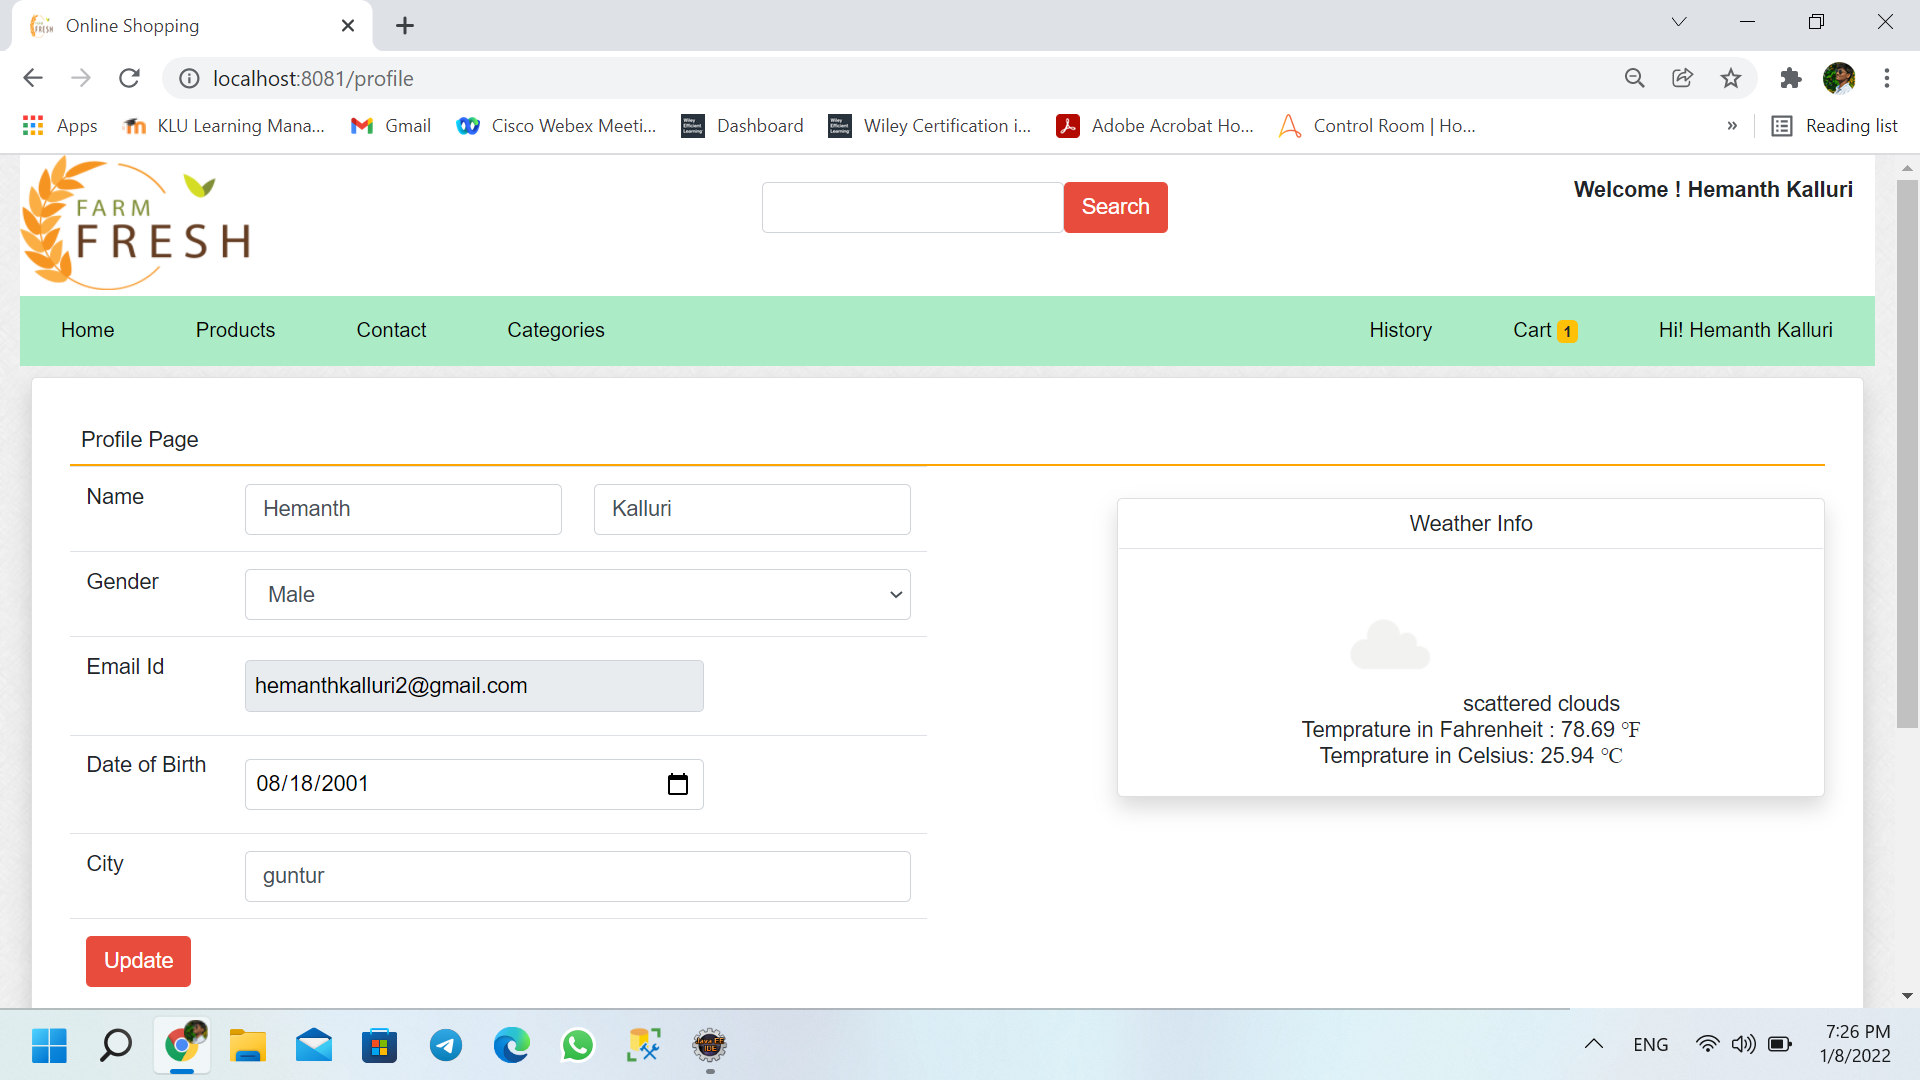 Online Shopping
localhost:8081/profile
Apps
KLU Learning Mana...
Gmail
Cisco Webex Meeti...
Dashboard
Wiley Certification i...
Adobe Acrobat Ho...
Control Room | Ho...
»
Reading list
FARM
FRESH
Search
Welcome ! Hemanth Kalluri
Home
Products
Contact
Categories
History
Cart 1
Hi! Hemanth Kalluri
Profile Page
Name
Hemanth
Kalluri
Gender
Male
Email Id
hemanthkalluri2@gmail.com
Date of Birth
08/18/2001
City
guntur
Update
Weather Info
scattered clouds
Temprature in Fahrenheit : 78.69 °F
Temprature in Celsius: 25.94 °C
ENG
7:26 PM
1/8/2022